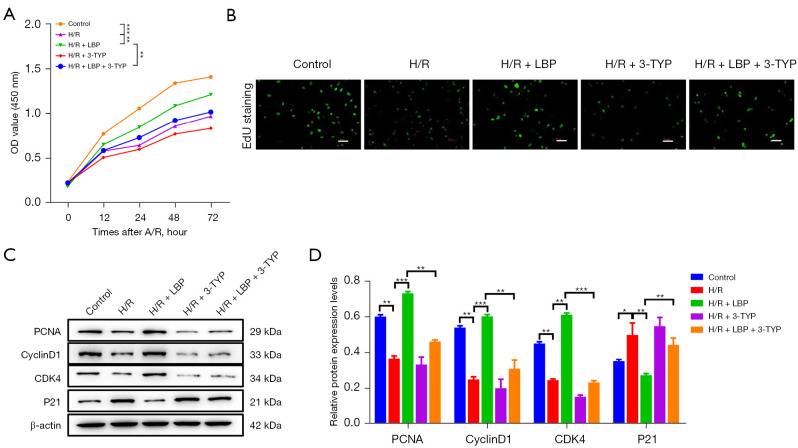 A
OD value (450 nm)
2.0
1.5
1.0
0.5
0.0
0 12 24 48 72
Times after A/R, hour
Control
H/R
H/R + LBP
H/R + 3-TYP
H/R + LBP + 3-TYP
** ***
**
**
B
Control H/R H/R + LBP H/R + 3-TYP H/R + LBP + 3-TYP
EdU staining
C
Control H/R H/R + LBP H/R + 3-TYP H/R + LBP + 3-TYP
PCNA 29 kDa
CyclinD1 33 kDa
CDK4 34 kDa
P21 21 kDa
β-actin 42 kDa
D
Relative protein expression levels
0.8
0.6
0.4
0.2
0.0
** *** **
** *** **
** ** ***
* ** **
PCNA CyclinD1 CDK4 P21
Control
H/R
H/R + LBP
H/R + 3-TYP
H/R + LBP + 3-TYP